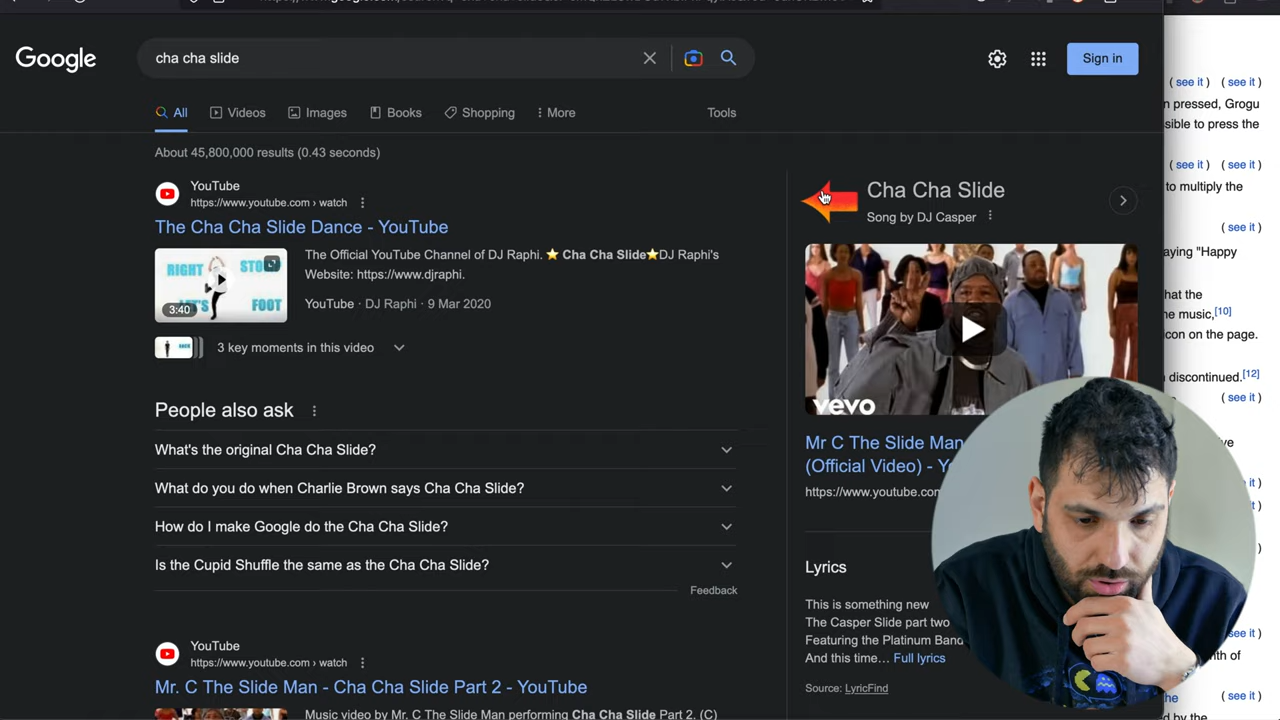 Google
cha cha slide
Sign in
All
Videos
Images
Books
Shopping
More
Tools
About 45,800,000 results (0.43 seconds)
YouTube
https://www.youtube.com › watch
The Cha Cha Slide Dance - YouTube
RIGHT
FOOT
3:40
The Official YouTube Channel of DJ Raphi. ⭐ Cha Cha Slide⭐DJ Raphi's
Website: https://www.djraphi.
YouTube · DJ Raphi · 9 Mar 2020
3 key moments in this video
People also ask
What's the original Cha Cha Slide?
What do you do when Charlie Brown says Cha Cha Slide?
How do I make Google do the Cha Cha Slide?
Is the Cupid Shuffle the same as the Cha Cha Slide?
Feedback
YouTube
https://www.youtube.com › watch
Mr. C The Slide Man - Cha Cha Slide Part 2 - YouTube
Music video by Mr. C The Slide Man performing Cha Cha Slide Part 2. (C)
Cha Cha Slide
Song by DJ Casper
vevo
Mr C The Slide Man
(Official Video) - Y
https://www.youtube.com
Lyrics
This is something new
The Casper Slide part two
Featuring the Platinum Band
And this time… Full lyrics
Source: LyricFind
( see it ) ( see it )
n pressed, Grogu
sible to press the
( see it ) ( see it )
to multiply the
( see it )
aying "Happy
hat the
he music,[10]
icon on the page.
discontinued.[12]
( see it )
ve
it )
it )
see it )
nth of
( see it )
the
d by the